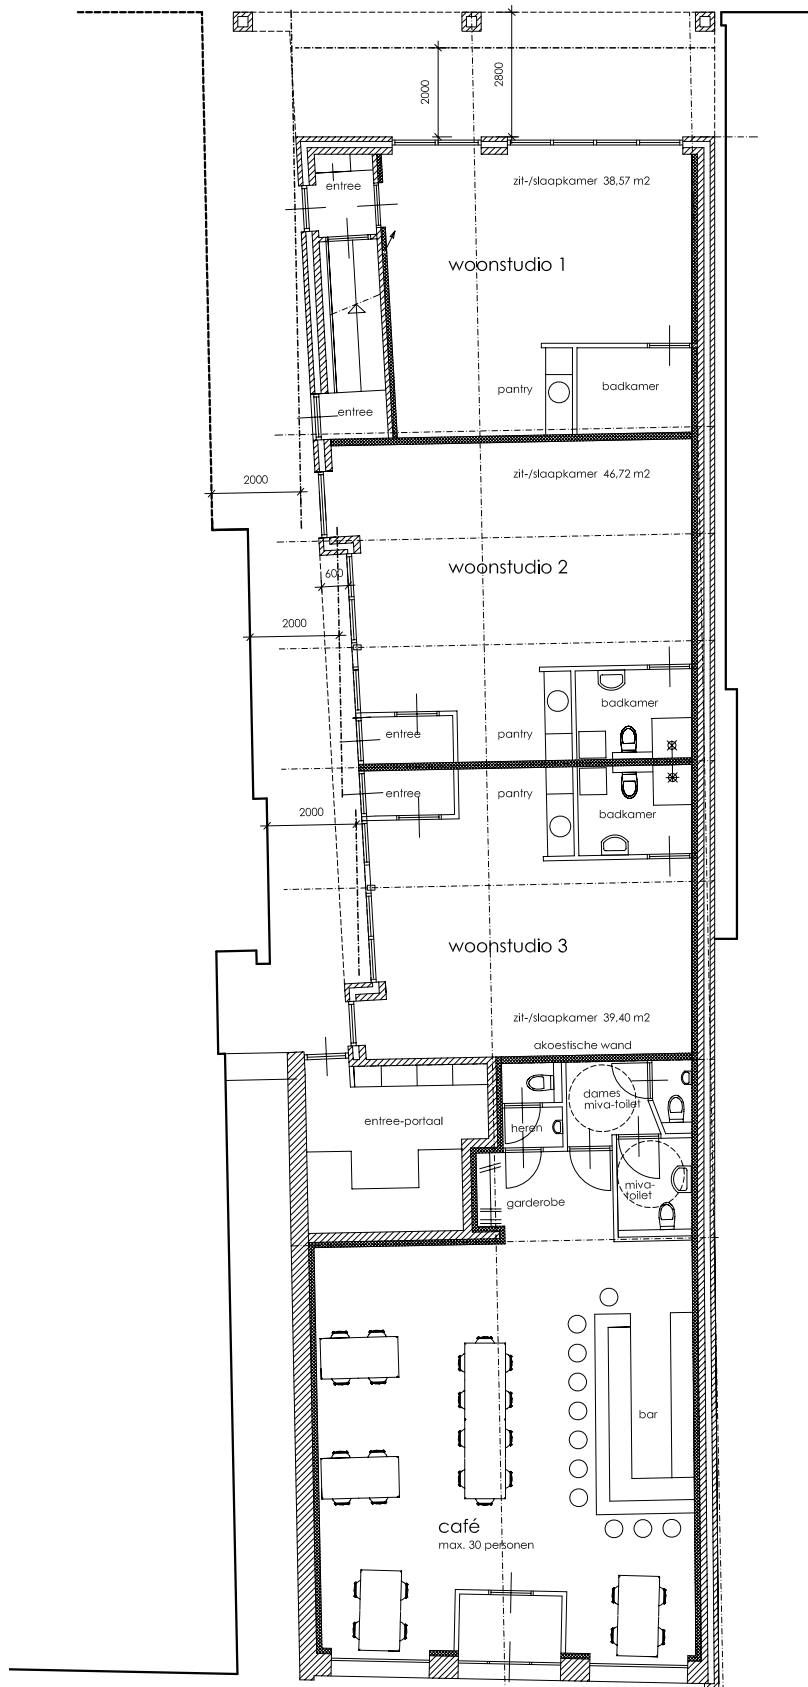 2000
2800
entree
zit-/slaapkamer 38,57 m2
woonstudio 1
pantry
badkamer
entree
2000
zit-/slaapkamer 46,72 m2
woonstudio 2
600
2000
badkamer
entree
pantry
entree
pantry
2000
badkamer
woonstudio 3
zit-/slaapkamer 39,40 m2
akoestische wand
dames
miva-toilet
entree-portaal
heren
miva-
toilet
garderobe
bar
café
max. 30 personen